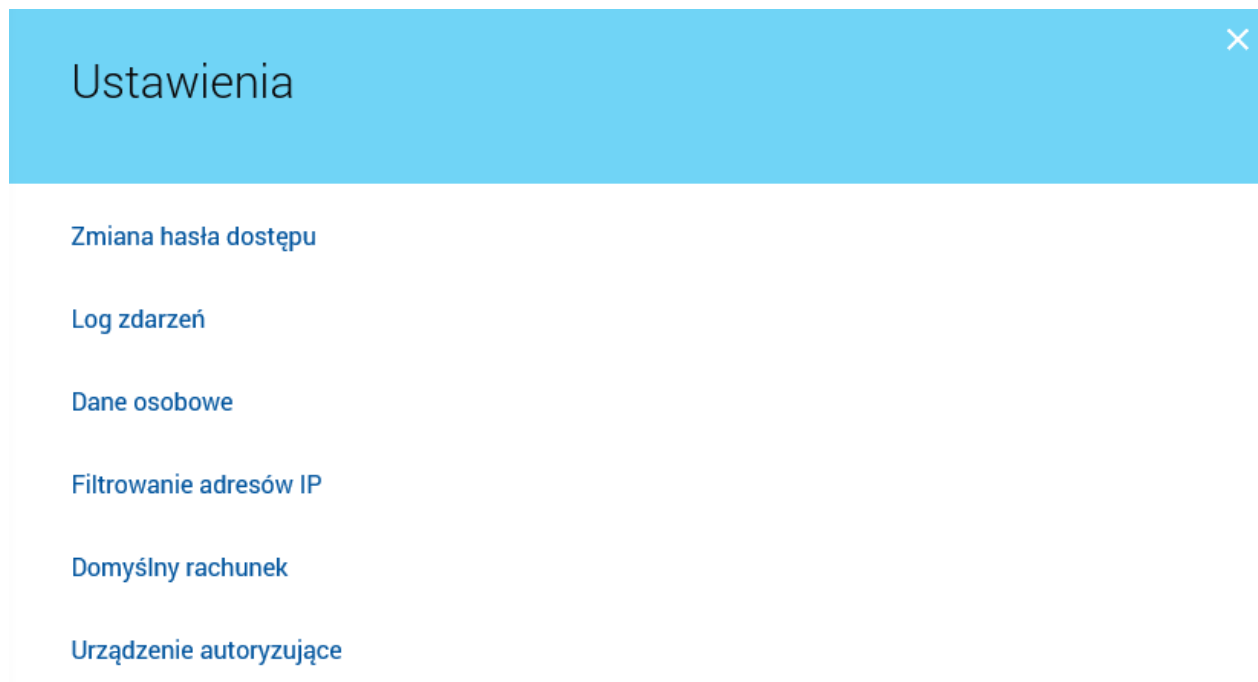 Ustawienia
Zmiana hasła dostępu
Log zdarzeń
Dane osobowe
Filtrowanie adresów IP
Domyślny rachunek
Urządzenie autoryzujące